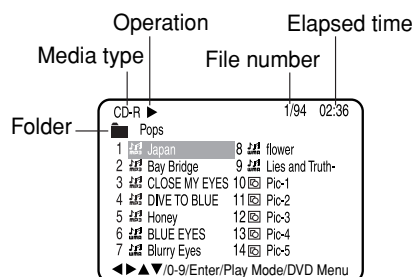 Operation Elapsed time
Media type File number
CD-R ▶ 1/94 02:36
Folder Pops
1 Japan 8 flower
2 Bay Bridge 9 Lies and Truth-
3 CLOSE MY EYES 10 Pic-1
4 DIVE TO BLUE 11 Pic-2
5 Honey 12 Pic-3
6 BLUE EYES 13 Pic-4
7 Blurry Eyes 14 Pic-5
◀▶▲▼/0-9/Enter/Play Mode/DVD Menu